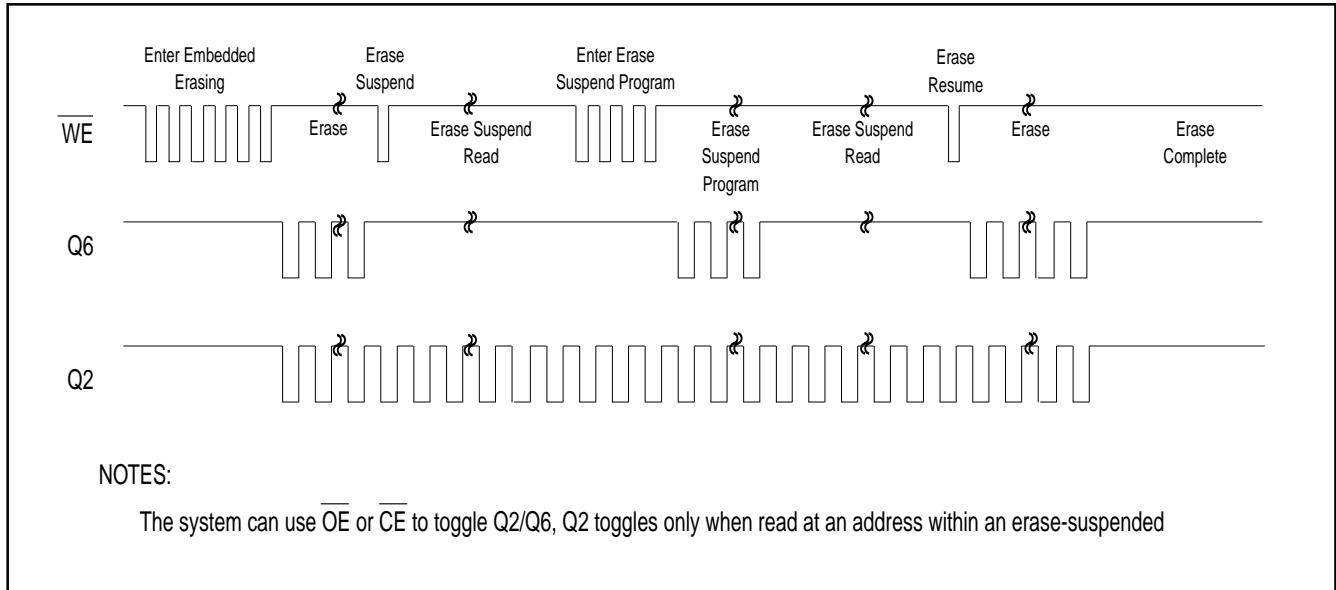 Enter Embedded
Erasing
Erase
Suspend
Enter Erase
Suspend Program
Erase
Resume
WE
Erase
Erase Suspend
Read
Erase
Suspend
Program
Erase Suspend
Read
Erase
Erase
Complete
Q6
Q2
NOTES:
The system can use OE or CE to toggle Q2/Q6, Q2 toggles only when read at an address within an erase-suspended